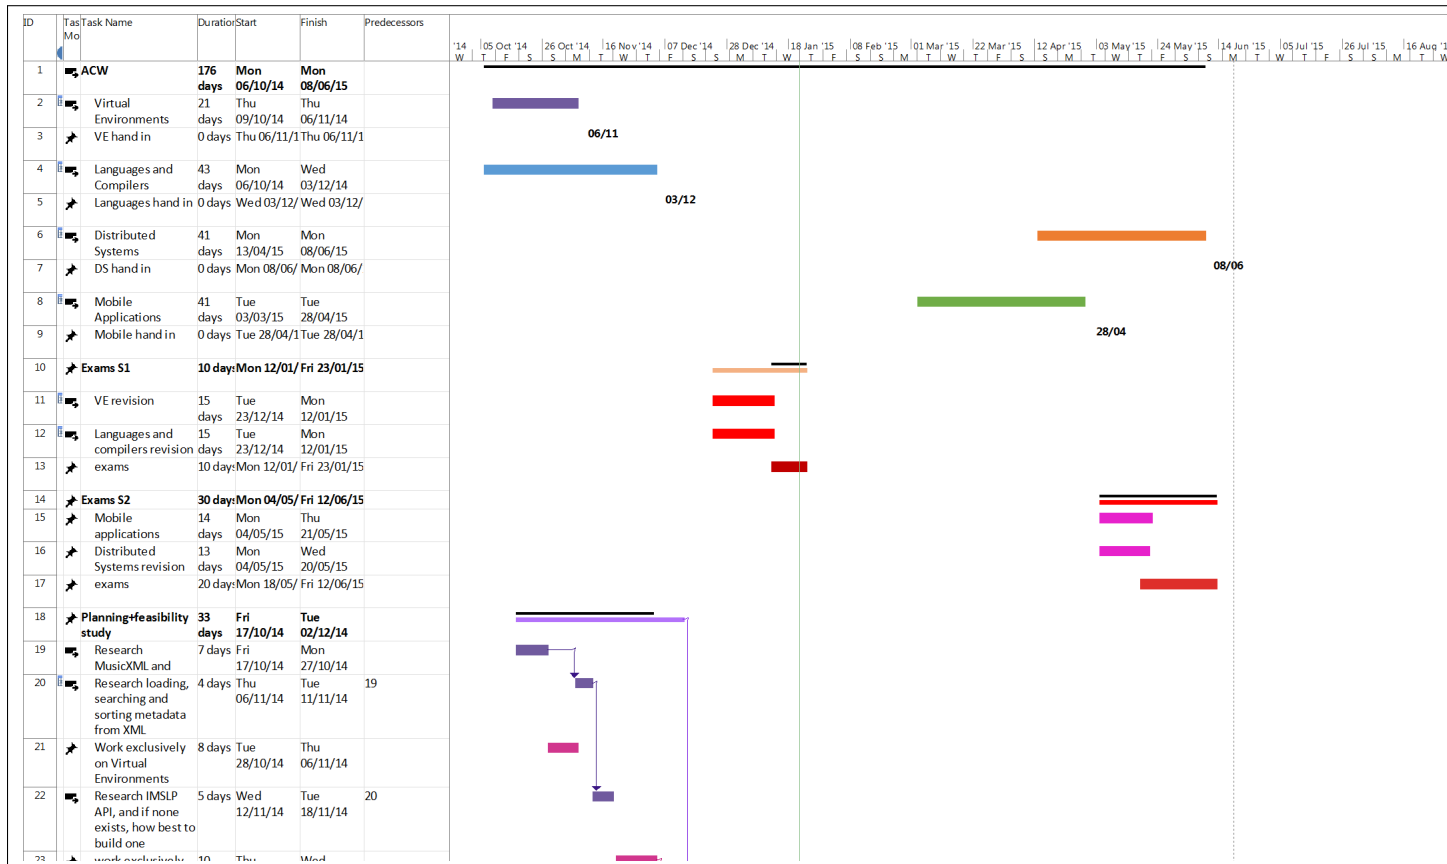 ID Tas Mo Task Name Duration Start Finish Predecessors
'14 05 Oct '14 26 Oct '14 16 Nov '14 07 Dec '14 28 Dec '14 18 Jan '15 08 Feb '15 01 Mar '15 22 Mar '15 12 Apr '15 03 May '15 24 May '15 14 Jun '15 05 Jul '15 26 Jul '15 16 Aug '1
W T F S S M T W T F S S M T W T F S S M T W T F S S M T W T F S S M T W T F S S M T W T F S S M T W
1 ACW 176 days Mon 06/10/14 Mon 08/06/15
2 Virtual Environments 21 days Thu 09/10/14 Thu 06/11/14
3 VE hand in 0 days Thu 06/11/1 Thu 06/11/1
06/11
4 Languages and Compilers 43 days Mon 06/10/14 Wed 03/12/14
5 Languages hand in 0 days Wed 03/12/ Wed 03/12/
03/12
6 Distributed Systems 41 days Mon 13/04/15 Mon 08/06/15
7 DS hand in 0 days Mon 08/06/ Mon 08/06/
08/06
8 Mobile Applications 41 days Tue 03/03/15 Tue 28/04/15
9 Mobile hand in 0 days Tue 28/04/1 Tue 28/04/1
28/04
10 Exams S1 10 days Mon 12/01/ Fri 23/01/15
11 VE revision 15 days Tue 23/12/14 Mon 12/01/15
12 Languages and compilers revision 15 days Tue 23/12/14 Mon 12/01/15
13 exams 10 days Mon 12/01/ Fri 23/01/15
14 Exams S2 30 days Mon 04/05/ Fri 12/06/15
15 Mobile applications 14 days Mon 04/05/15 Thu 21/05/15
16 Distributed Systems revision 13 days Mon 04/05/15 Wed 20/05/15
17 exams 20 days Mon 18/05/ Fri 12/06/15
18 Planning+feasibility study 33 days Fri 17/10/14 Tue 02/12/14
19 Research MusicXML and 7 days Fri 17/10/14 Mon 27/10/14
20 Research loading, searching and sorting metadata from XML 4 days Thu 06/11/14 Tue 11/11/14 19
21 Work exclusively on Virtual Environments 8 days Tue 28/10/14 Thu 06/11/14
22 Research IMSLP API, and if none exists, how best to build one 5 days Wed 12/11/14 Tue 18/11/14 20
23 work exclusively 10 Thu Wed